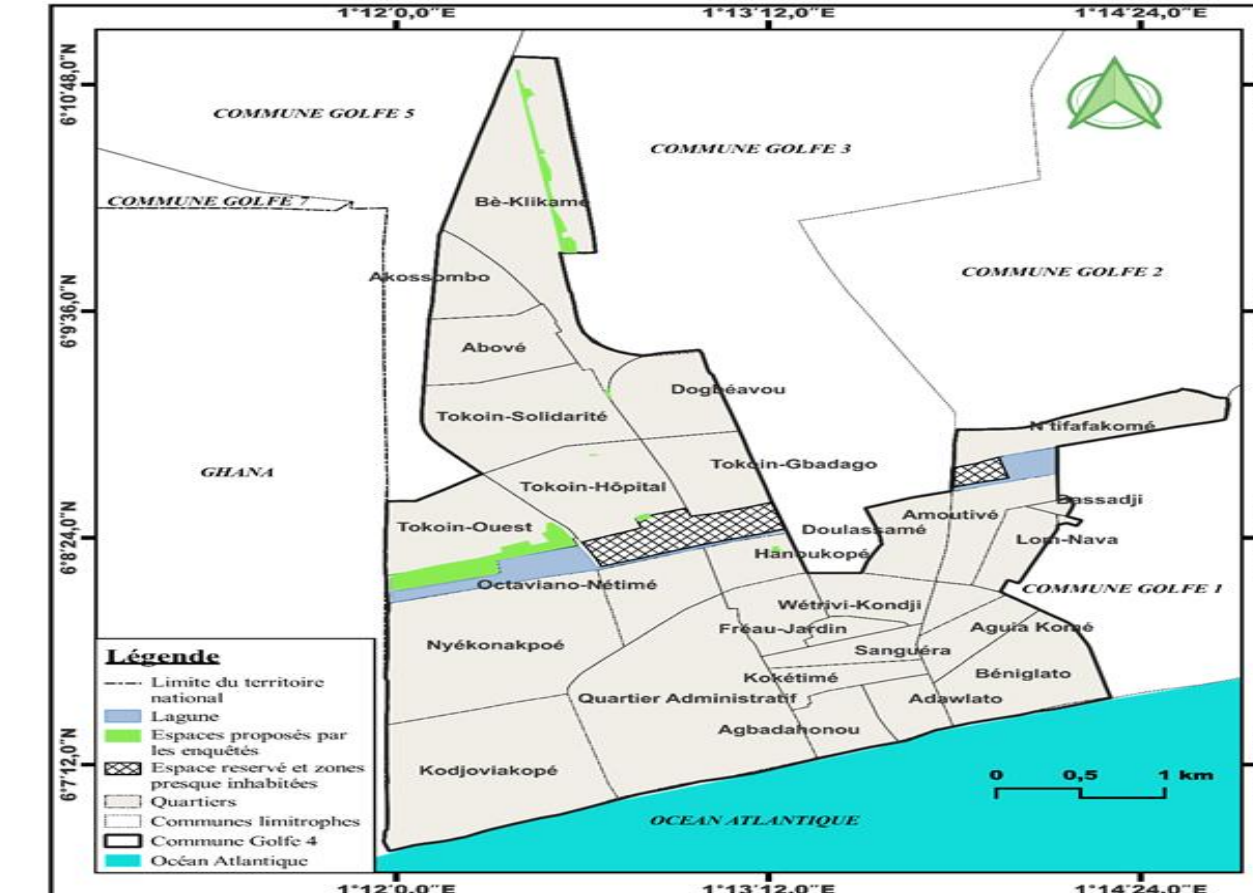 1°12'0,0"E
1°13'12,0"E
1°14'24,0"E
6°10'48,0"N
COMMUNE GOLFE 5
COMMUNE GOLFE 3
COMMUNE GOLFE 7
Bè-Klikamé
Akossombo
COMMUNE GOLFE 2
6°9'36,0"N
Abové
Dogbéavou
Tokoin-Solidarité
N'tifafakomé
GHANA
Tokoin-Gbadago
Tokoin-Hôpital
Bassadji
Amoutivé
Tokoin-Ouest
Doulassamé
6°8'24,0"N
Lom-Nava
Hanoukopé
Octaviano-Nétimé
COMMUNE GOLFE 1
Wétrivi-Kondji
Fréau-Jardin
Aguia Komé
Nyékonakpoé
Sanguéra
Kokétimé
Béniglato
Quartier Administratif
Adawlato
Agbadahonou
Kodjoviakopé
6°7'12,0"N
0 0,5 1 km
OCEAN ATLANTIQUE
Légende
Limite du territoire
national
Lagune
Espaces proposés par
les enquêtés
Espace reservé et zones
presque inhabitées
Quartiers
Communes limitrophes
Commune Golfe 4
Océan Atlantique
1°12'0,0"E
1°13'12,0"E
1°14'24,0"E